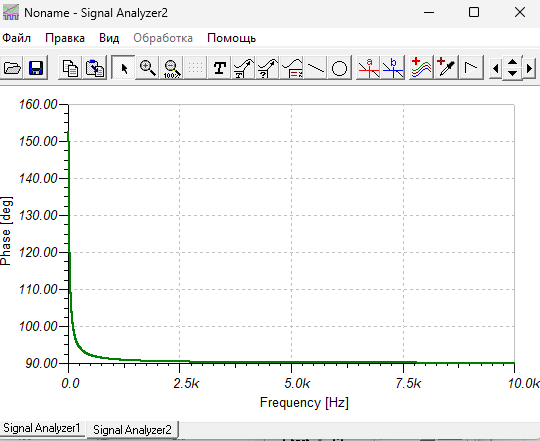 Noname - Signal Analyzer2
Файл Правка Вид Обработка Помощь
100% T ? a b
160.00
150.00
140.00
130.00
120.00
110.00
100.00
90.00
Phase [deg]
0.0 2.5k 5.0k 7.5k 10.0k
Frequency [Hz]
Signal Analyzer1 Signal Analyzer2